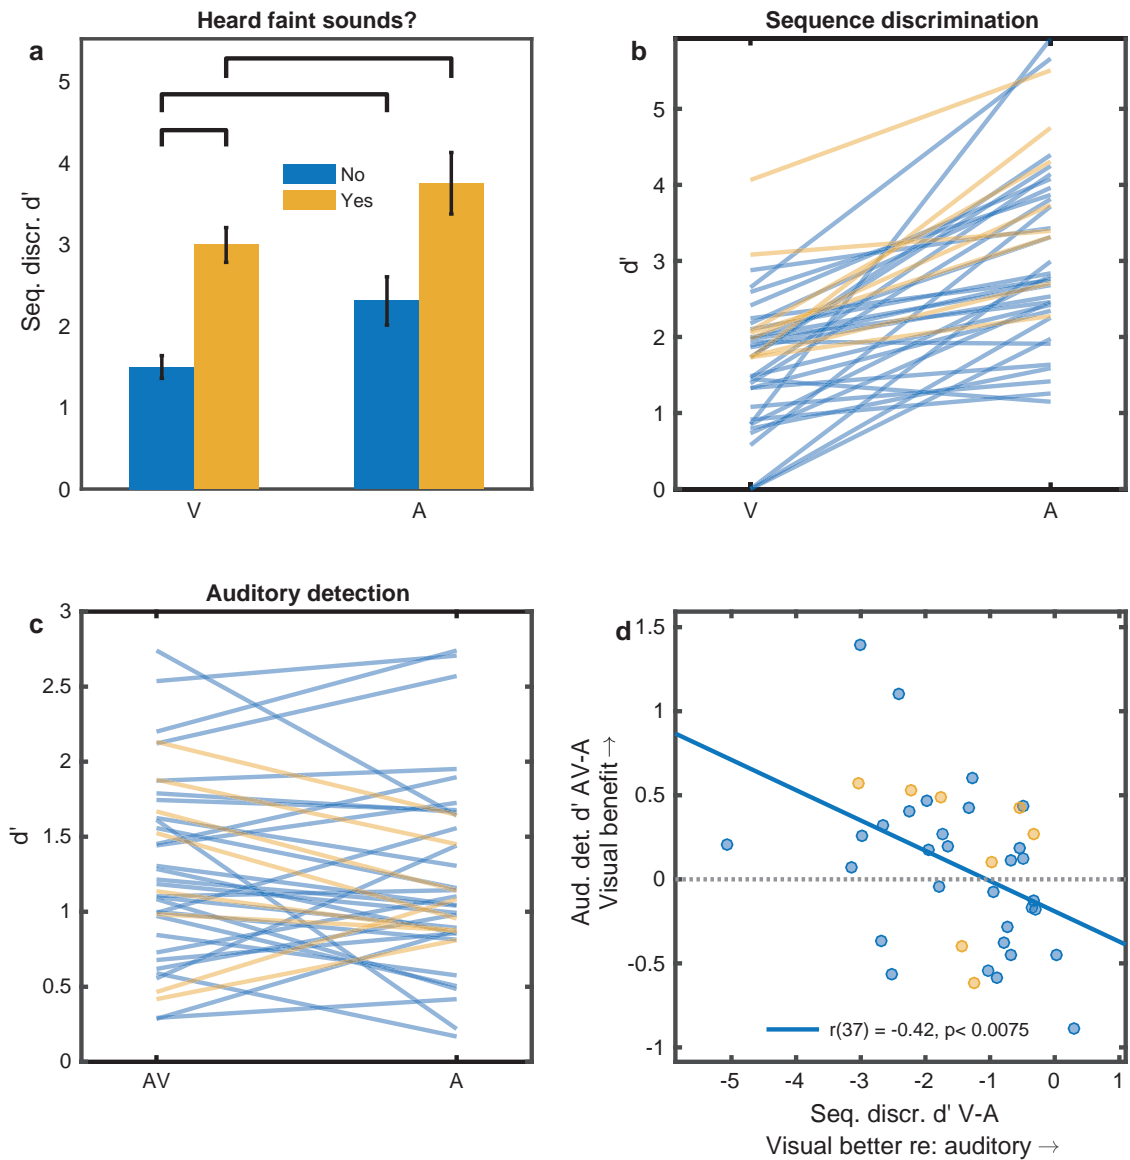 Heard faint sounds?
a
5
4
3
2
1
0
Seq. discr. d'
No
Yes
V
A
Sequence discrimination
b
5
4
3
2
1
0
d'
V
A
Auditory detection
c
3
2.5
2
1.5
1
0.5
0
d'
AV
A
d
1.5
1
0.5
0
-0.5
-1
Aud. det. d' AV-A
Visual benefit →
r(37) = -0.42, p< 0.0075
-5 -4 -3 -2 -1 0 1
Seq. discr. d' V-A
Visual better re: auditory →